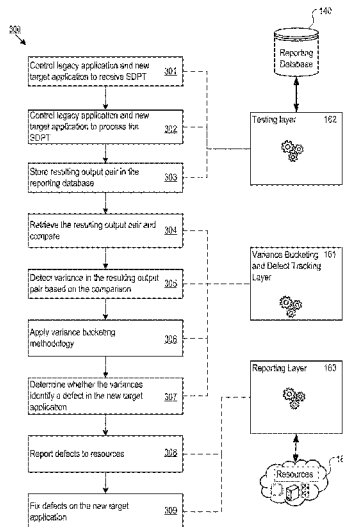 300
140
Reporting
Database
Control legacy application and new
target application to receive SDPT
301
Control legacy application and new
target application to process for
SDPT
302
Store resulting output pair in the
reporting database
303
Retrieve the resulting output pair and
compare
304
Detect variance in the resulting output
pair based on the comparison
305
Apply variance bucketing
methodology
306
Determine whether the variances
identify a defect in the new target
application
307
Report defects to resources
308
Fix defects on the new target
application
309
Testing layer
162
Variance Bucketing
and Defect Tracking
Layer
161
Reporting Layer
163
Resources